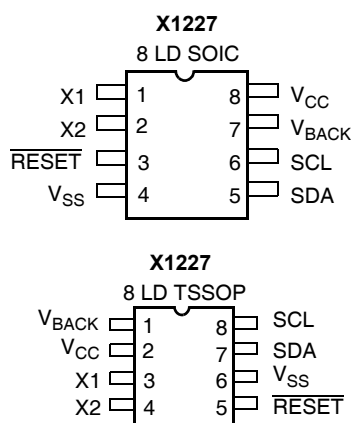 X1227
8 LD SOIC
X1 1 8 VCC
X2 2 7 VBACK
RESET 3 6 SCL
VSS 4 5 SDA
X1227
8 LD TSSOP
VBACK 1 8 SCL
VCC 2 7 SDA
X1 3 6 VSS
X2 4 5 RESET